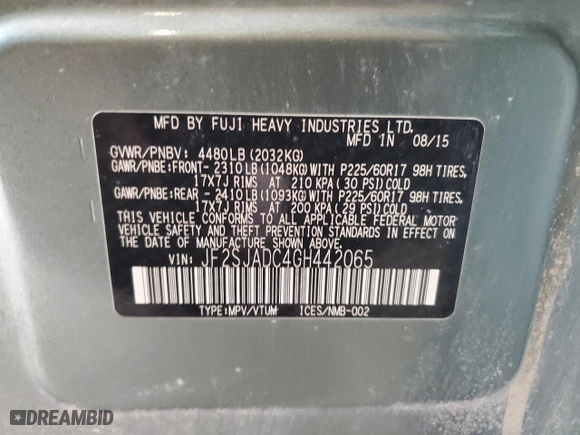 MFD BY FUJI HEAVY INDUSTRIES LTD.
MFD IN 08/15
GVWR/PNBV: 4480LB (2032KG)
GAWR/PNBE:FRONT- 2310LB (1048KG) WITH P225/60R17 98H TIRES,
17X7J RIMS AT 210 KPA ( 30 PSI) COLD
GAWR/PNBE:REAR - 2410LB (1093KG) WITH P225/60R17 98H TIRES,
17X7J RIMS AT 200 KPA ( 29 PSI) COLD
THIS VEHICLE CONFORMS TO ALL APPLICABLE FEDERAL MOTOR
VEHICLE SAFETY AND THEFT PREVENTION STANDARDS IN EFFECT
ON THE DATE OF MANUFACTURE SHOWN ABOVE.
VIN: JF2SJADC4GH442065
TYPE:MPV/VTUM ICES/NMB-002
DREAMBID